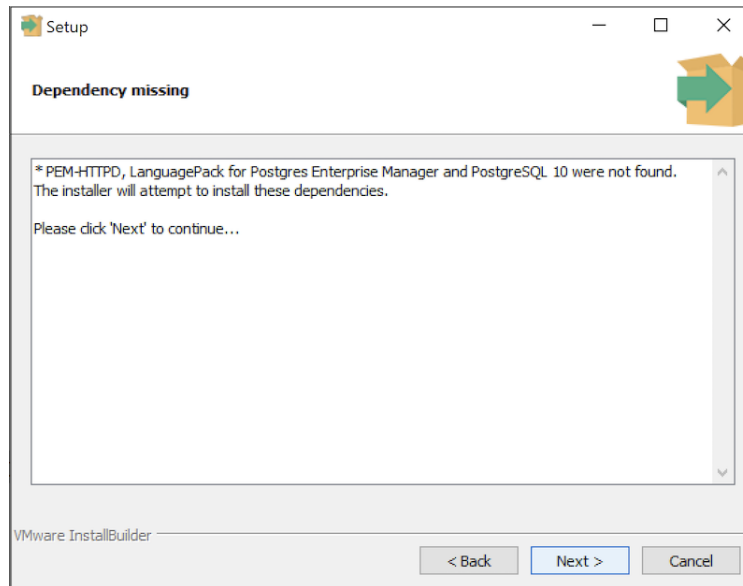 Setup
Dependency missing
* PEM-HTTPD, LanguagePack for Postgres Enterprise Manager and PostgreSQL 10 were not found.
The installer will attempt to install these dependencies.
Please click 'Next' to continue...
VMware InstallBuilder
< Back
Next >
Cancel